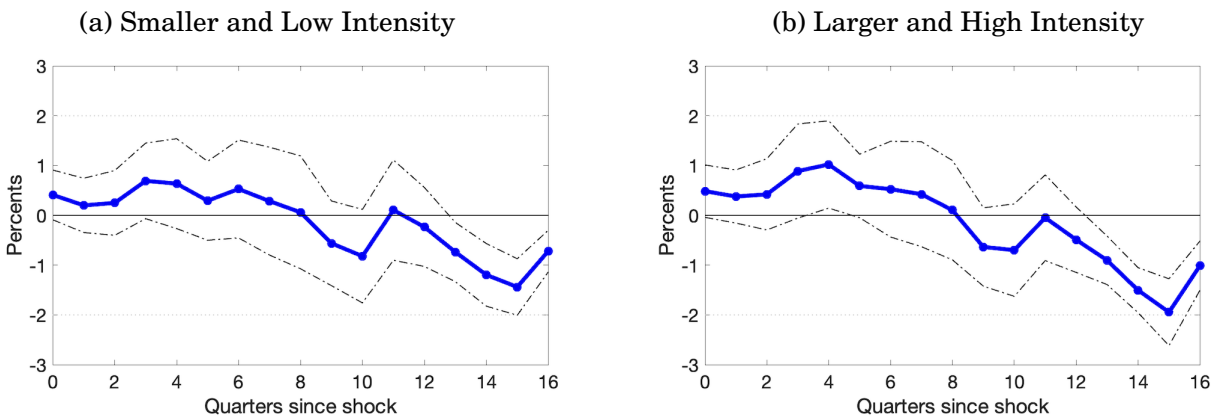 (a) Smaller and Low Intensity
3
2
1
0
-1
-2
-3
Percents
0 2 4 6 8 10 12 14 16
Quarters since shock
(b) Larger and High Intensity
3
2
1
0
-1
-2
-3
Percents
0 2 4 6 8 10 12 14 16
Quarters since shock